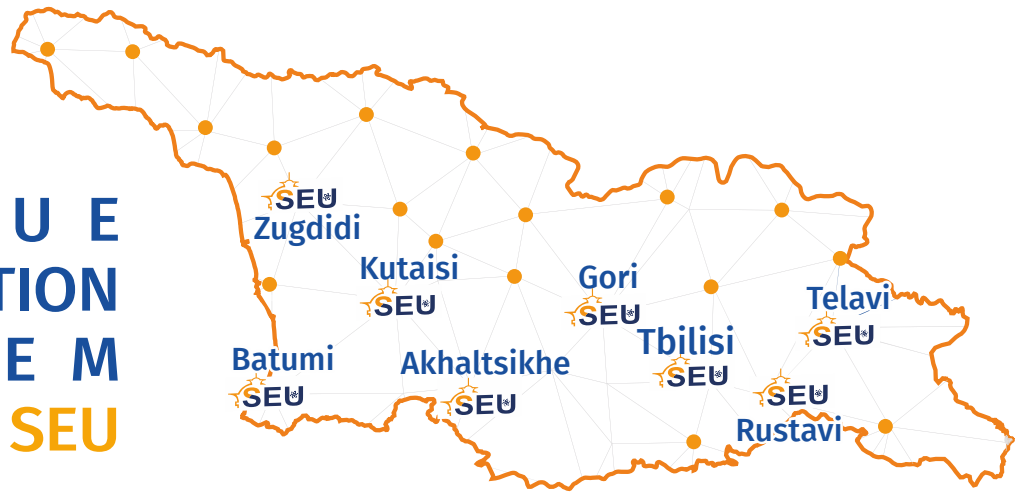 U E
TION
E M
SEU
SEU
Zugdidi
Kutaisi
SEU
Gori
SEU
Telavi
SEU
Batumi
SEU
Akhaltsikhe
SEU
Tbilisi
SEU
SEU
Rustavi